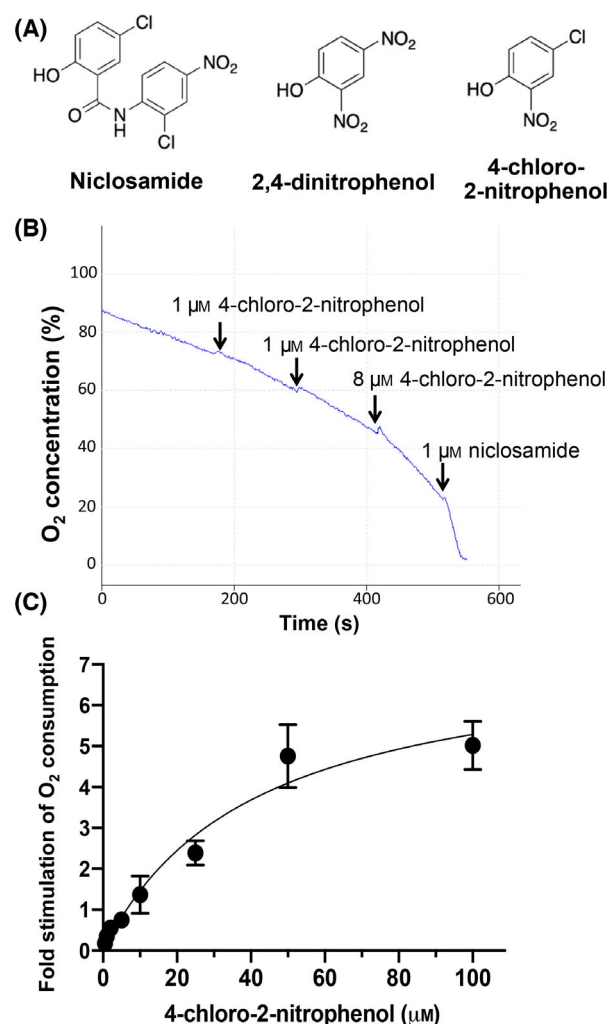 (A)
Cl
HO
O
N
H
Cl
NO2
HO
NO2
NO2
HO
Cl
NO2
Niclosamide
2,4-dinitrophenol
4-chloro-
2-nitrophenol
(B)
O2 concentration (%)
100
80
60
40
20
0
1 μM 4-chloro-2-nitrophenol
1 μM 4-chloro-2-nitrophenol
8 μM 4-chloro-2-nitrophenol
1 μM niclosamide
0 200 400 600
Time (s)
(C)
Fold stimulation of O2 consumption
7
6
5
4
3
2
1
0
0 20 40 60 80 100
4-chloro-2-nitrophenol (μM)